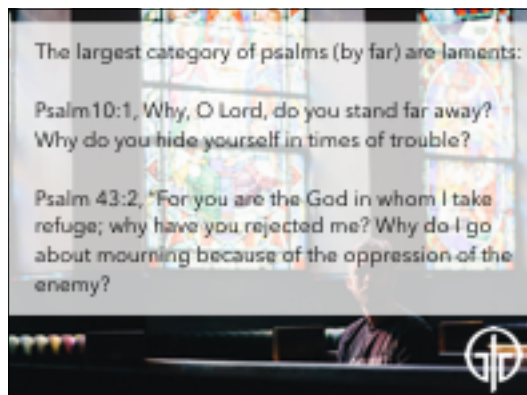 The largest category of psalms (by far) are laments:
Psalm10:1, Why, O Lord, do you stand far away?
Why do you hide yourself in times of trouble?
Psalm 43:2, "For you are the God in whom I take
refuge; why have you rejected me? Why do I go
about mourning because of the oppression of the
enemy?